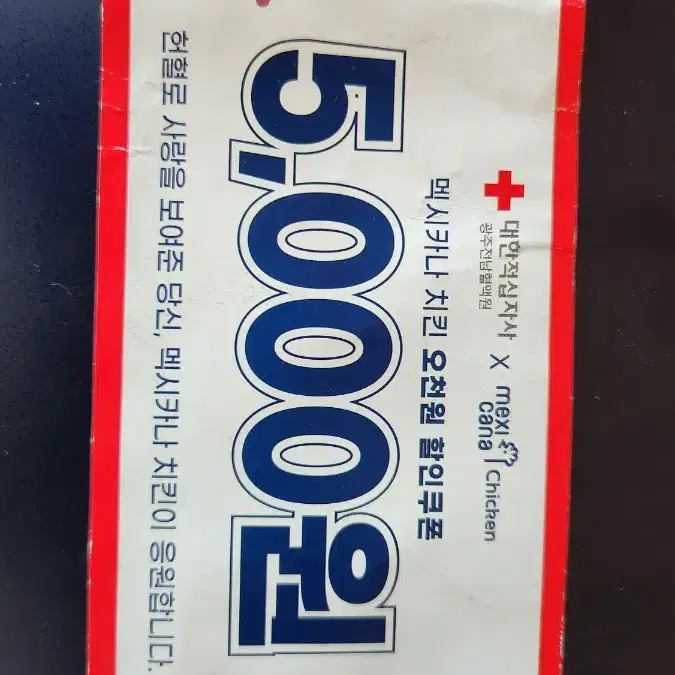 대한적십자사 X mexi cana Chicken
광주전남혈액원
멕시카나 치킨 오천원 할인쿠폰
5,000원
헌혈로 사랑을 보여준 당신, 멕시카나 치킨이 응원합니다.